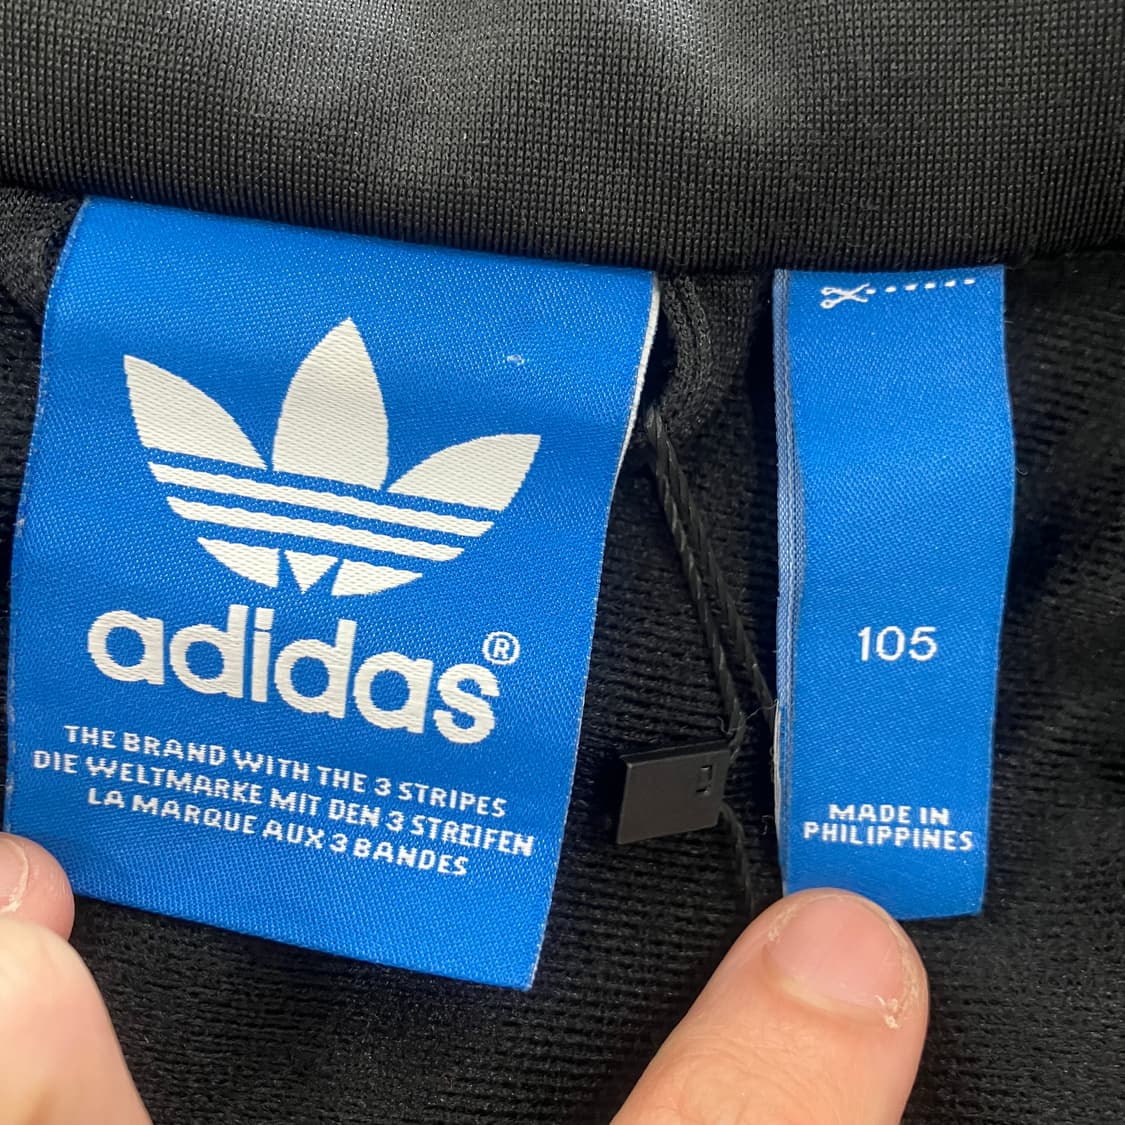 adidas®
THE BRAND WITH THE 3 STRIPES
DIE WELTMARKE MIT DEN 3 STREIFEN
LA MARQUE AUX 3 BANDES
105
MADE IN
PHILIPPINES